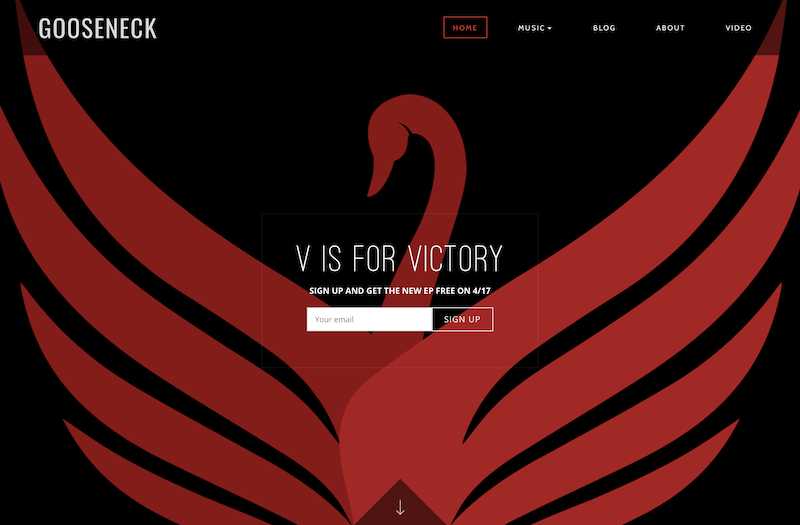 GOOSENECK
HOME MUSIC BLOG ABOUT VIDEO
V IS FOR VICTORY
SIGN UP AND GET THE NEW EP FREE ON 4/17
Your email SIGN UP